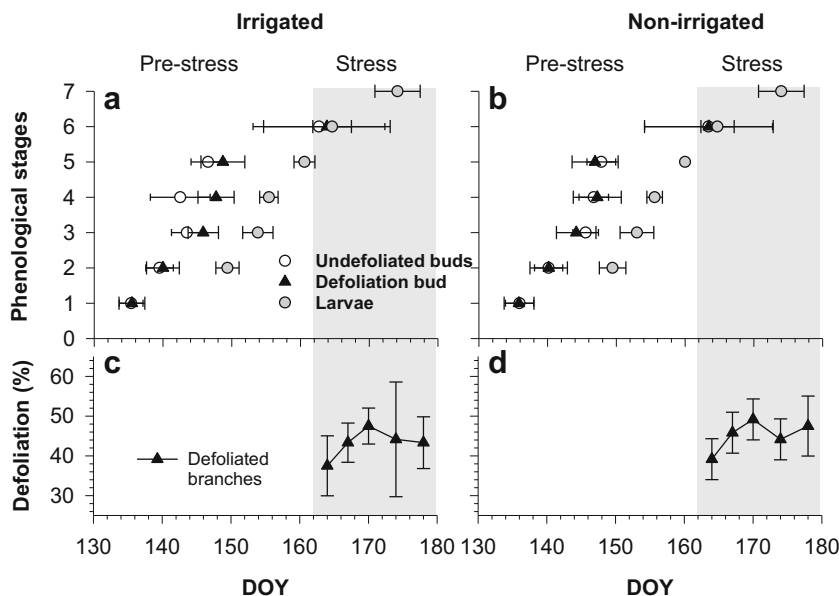 Irrigated
Non-irrigated
Pre-stress
Stress
Pre-stress
Stress
a
b
Phenological stages
7
6
5
4
3
2
1
0
Undefoliated buds
Defoliation bud
Larvae
c
d
Defoliation (%)
60
50
40
30
Defoliated
branches
130 140 150 160 170 180
130 140 150 160 170 180
DOY
DOY